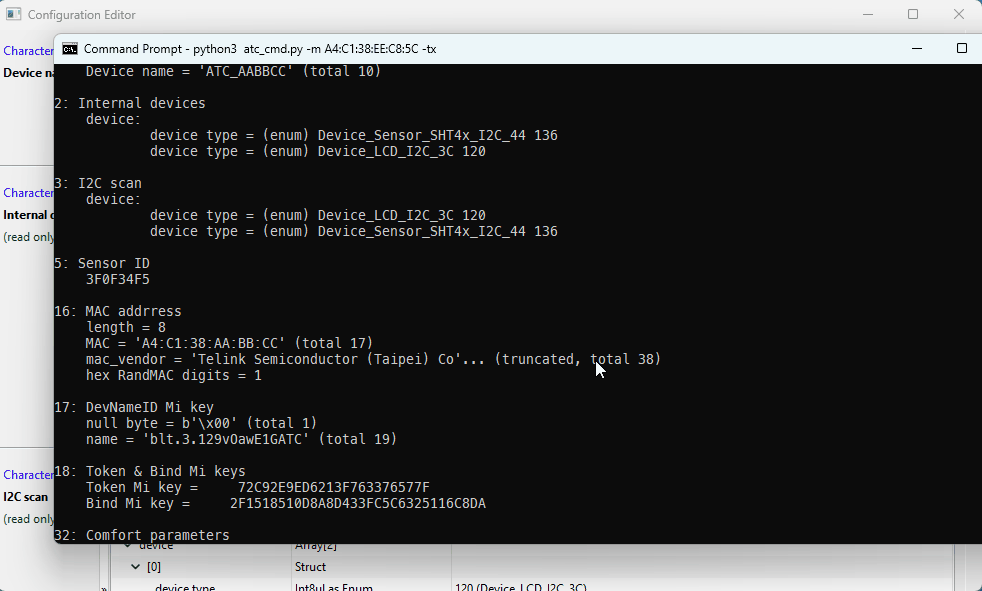 Configuration Editor
Command Prompt - python3 atc_cmd.py -m A4:C1:38:EE:C8:5C -tx
Character
Device na
Device name = 'ATC_AABBCC' (total 10)
2: Internal devices
device:
device type = (enum) Device_Sensor_SHT4x_I2C_44 136
device type = (enum) Device_LCD_I2C_3C 120
3: I2C scan
device:
device type = (enum) Device_LCD_I2C_3C 120
device type = (enum) Device_Sensor_SHT4x_I2C_44 136
Character
Internal d
(read only
5: Sensor ID
3F0F34F5
16: MAC addrress
length = 8
MAC = 'A4:C1:38:AA:BB:CC' (total 17)
mac_vendor = 'Telink Semiconductor (Taipei) Co'... (truncated, total 38)
hex RandMAC digits = 1
17: DevNameID Mi key
null byte = b'\x00' (total 1)
name = 'blt.3.129vOawE1GATC' (total 19)
18: Token & Bind Mi keys
Token Mi key = 72C92E9ED6213F763376577F
Bind Mi key = 2F1518510D8A8D433FC5C6325116C8DA
32: Comfort parameters
Character
I2C scan
(read only
device Array[2]
[0] Struct
» device type Int8ul as Enum 120 (Device_LCD_I2C_3C)